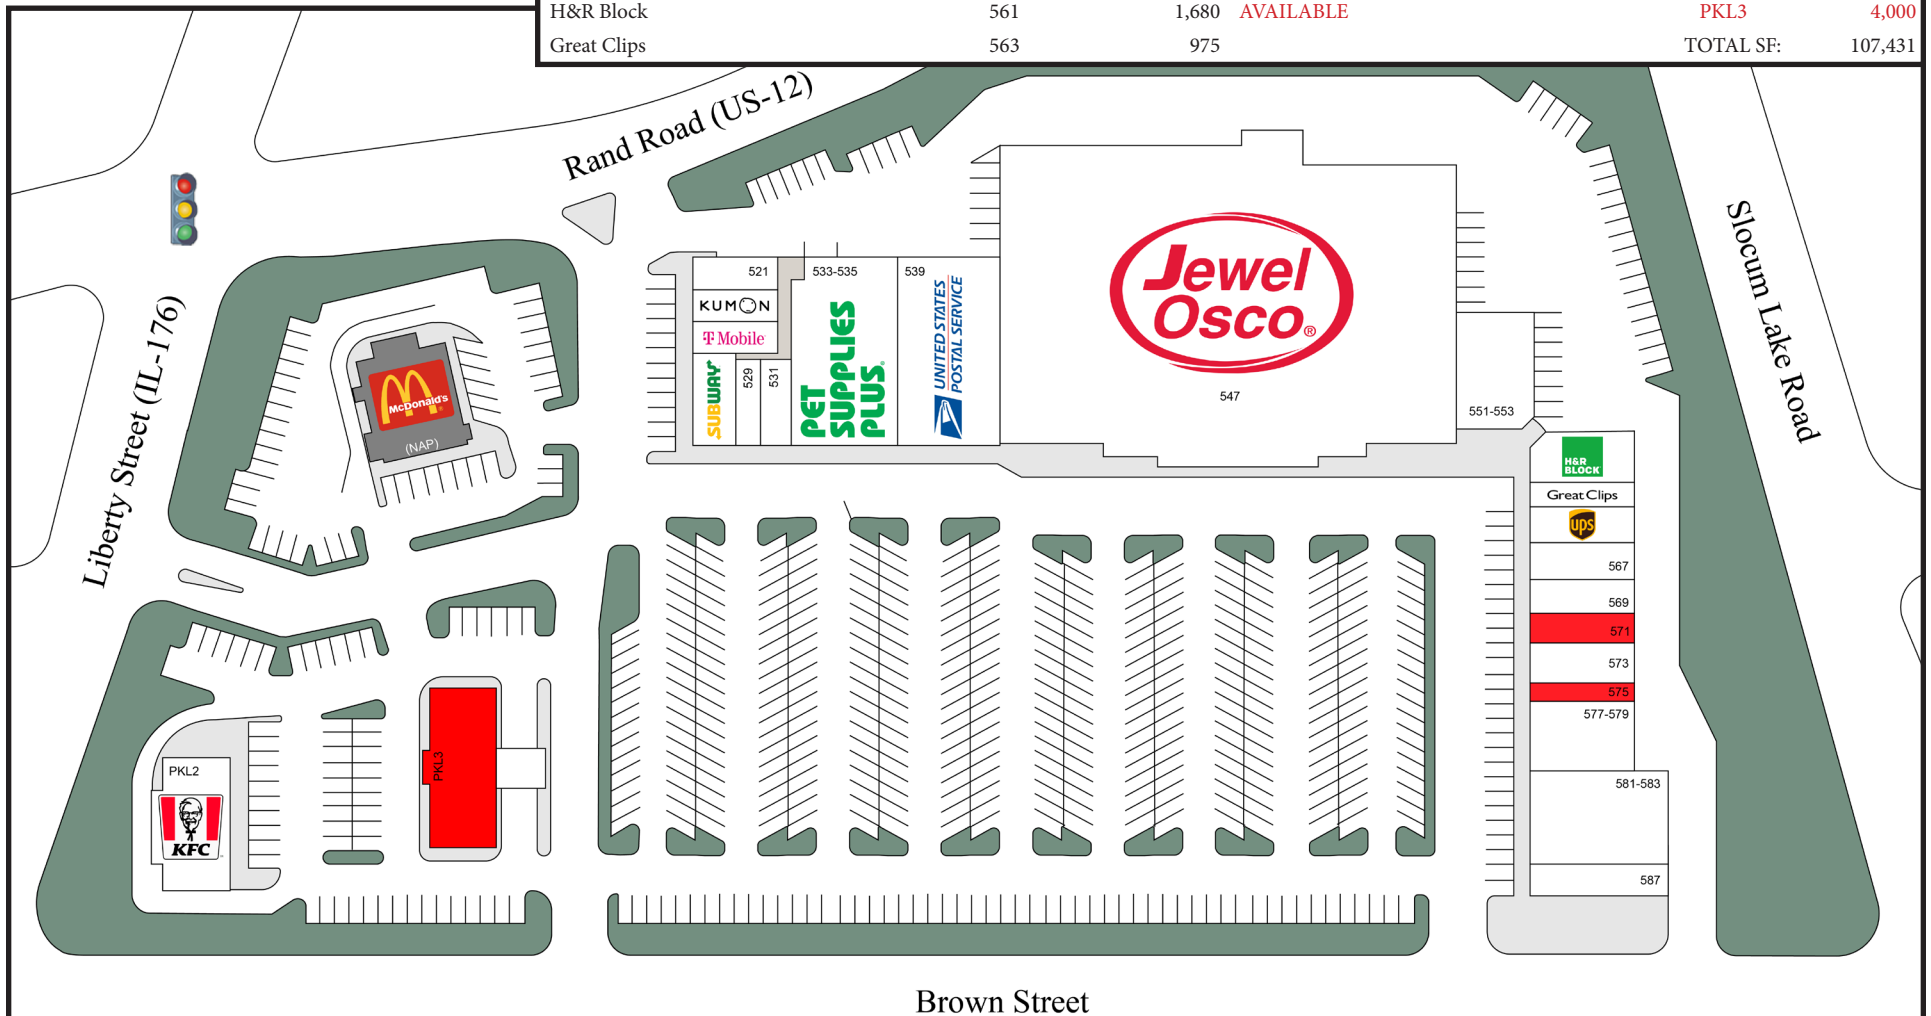 H&R Block 561 1,680 AVAILABLE PKL3 4,000
Great Clips 563 975 TOTAL SF: 107,431
Rand Road (US-12)
Slocum Lake Road
Liberty Street (IL-176)
McDonald's
(NAP)
521
KUMON
T Mobile
SUBWAY
529
531
533-535
PET
SUPPLIES
PLUS
539
UNITED STATES
POSTAL SERVICE
Jewel
Osco®
547
551-553
H&R
BLOCK
Great Clips
ups
567
569
571
573
575
577-579
581-583
587
PKL3
PKL2
KFC
Brown Street